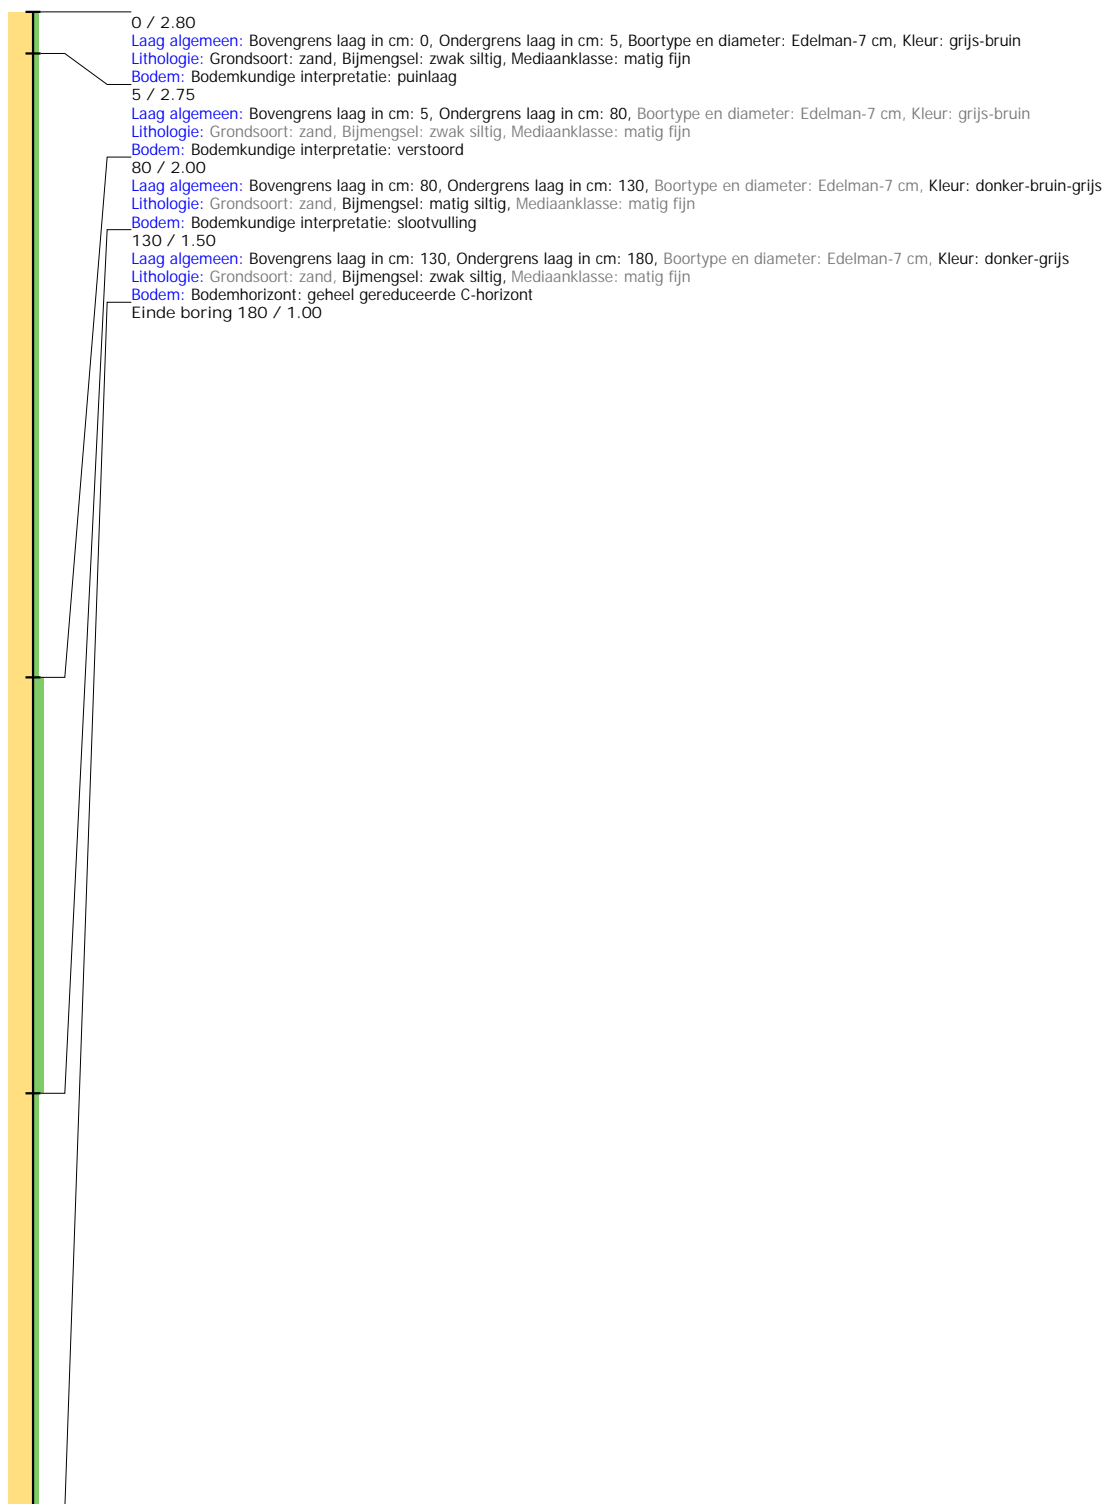 0 / 2.80
Laag algemeen: Bovengrens laag in cm: 0, Ondergrens laag in cm: 5, Boortype en diameter: Edelman-7 cm, Kleur: grijs-bruin
Lithologie: Grondsoort: zand, Bijmengsel: zwak siltig, Mediaanklasse: matig fijn
Bodem: Bodemkundige interpretatie: puinlaag
5 / 2.75
Laag algemeen: Bovengrens laag in cm: 5, Ondergrens laag in cm: 80, Boortype en diameter: Edelman-7 cm, Kleur: grijs-bruin
Lithologie: Grondsoort: zand, Bijmengsel: zwak siltig, Mediaanklasse: matig fijn
Bodem: Bodemkundige interpretatie: verstoord
80 / 2.00
Laag algemeen: Bovengrens laag in cm: 80, Ondergrens laag in cm: 130, Boortype en diameter: Edelman-7 cm, Kleur: donker-bruin-grijs
Lithologie: Grondsoort: zand, Bijmengsel: matig siltig, Mediaanklasse: matig fijn
Bodem: Bodemkundige interpretatie: slootvulling
130 / 1.50
Laag algemeen: Bovengrens laag in cm: 130, Ondergrens laag in cm: 180, Boortype en diameter: Edelman-7 cm, Kleur: donker-grijs
Lithologie: Grondsoort: zand, Bijmengsel: zwak siltig, Mediaanklasse: matig fijn
Bodem: Bodemhorizont: geheel gereduceerde C-horizont
Einde boring 180 / 1.00